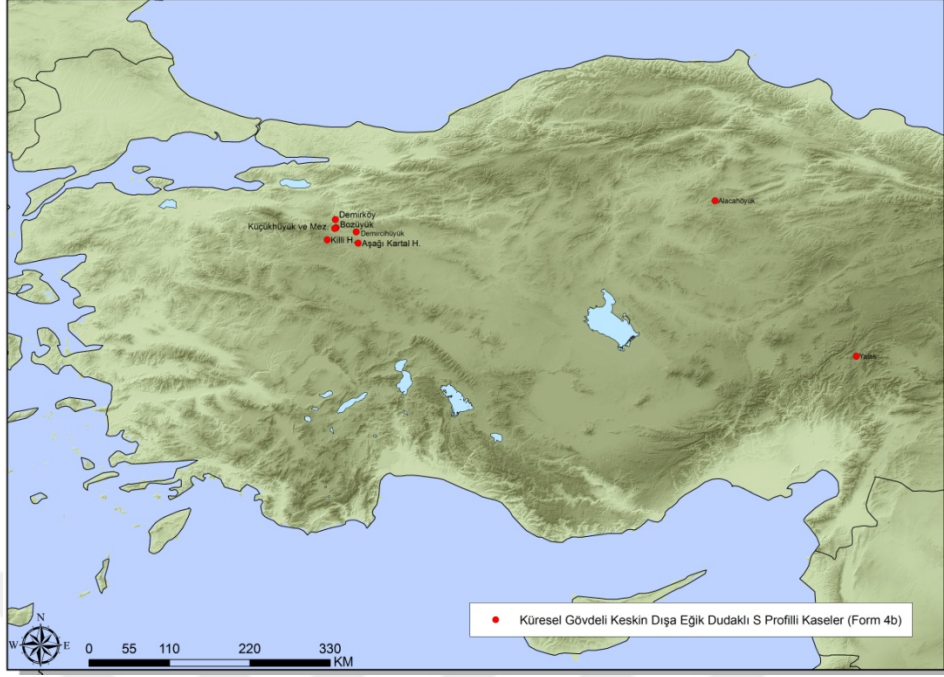 Demirköy
Alacahöyük
Küçükhüyük ve Mez.
Bozüyük
Demircihüyük
Killi H.
Aşağı Kartal H.
N
W
E
S
Küresel Gövdeli Keskin Dışa Eğik Dudaklı S Profilli Kaseler (Form 4b)
0 55 110 220 330
KM